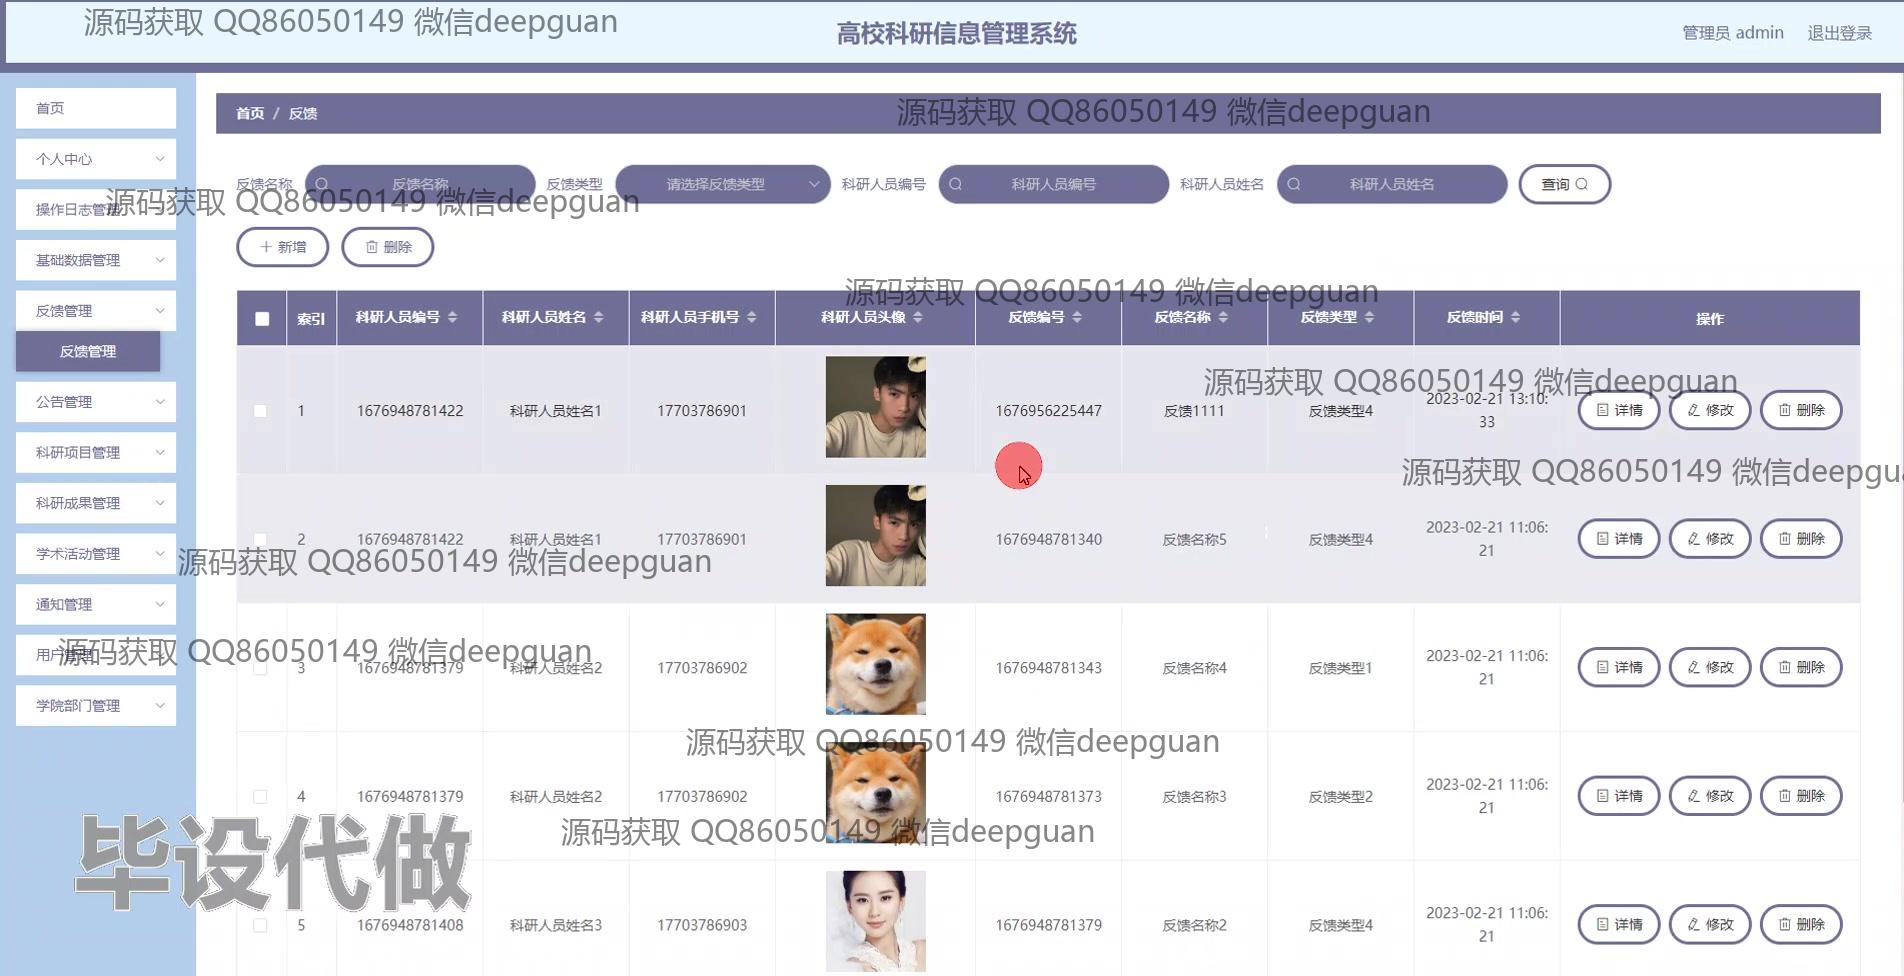 源码获取 QQ86050149 微信deepguan
高校科研信息管理系统
管理员 admin 退出登录
首页
个人中心
操作日志管理
基础数据管理
反馈管理
反馈管理
公告管理
科研项目管理
科研成果管理
学术活动管理
通知管理
用户管理
学院部门管理
首页 / 反馈
源码获取 QQ86050149 微信deepguan
反馈名称 反馈名称 反馈类型 请选择反馈类型 科研人员编号 科研人员编号 科研人员姓名 科研人员姓名 查询
源码获取 QQ86050149 微信deepguan
新增 删除
源码获取 QQ86050149 微信deepguan
索引 科研人员编号 科研人员姓名 科研人员手机号 科研人员头像 反馈编号 反馈名称 反馈类型 反馈时间 操作
源码获取 QQ86050149 微信deepguan
1 1676948781422 科研人员姓名1 17703786901 1676956225447 反馈1111 反馈类型4 2023-02-21 13:10:
33
详情 修改 删除
源码获取 QQ86050149 微信deepgua
2 1676948781422 科研人员姓名1 17703786901 1676948781340 反馈名称5 反馈类型4 2023-02-21 11:06:
21
详情 修改 删除
源码获取 QQ86050149 微信deepguan
源码获取 QQ86050149 微信deepguan
3 1676948781379 科研人员姓名2 17703786902 1676948781343 反馈名称4 反馈类型1 2023-02-21 11:06:
21
详情 修改 删除
源码获取 QQ86050149 微信deepguan
4 1676948781379 科研人员姓名2 17703786902 1676948781373 反馈名称3 反馈类型2 2023-02-21 11:06:
21
详情 修改 删除
源码获取 QQ86050149 微信deepguan
毕设代做
5 1676948781408 科研人员姓名3 17703786903 1676948781379 反馈名称2 反馈类型4 2023-02-21 11:06:
21
详情 修改 删除